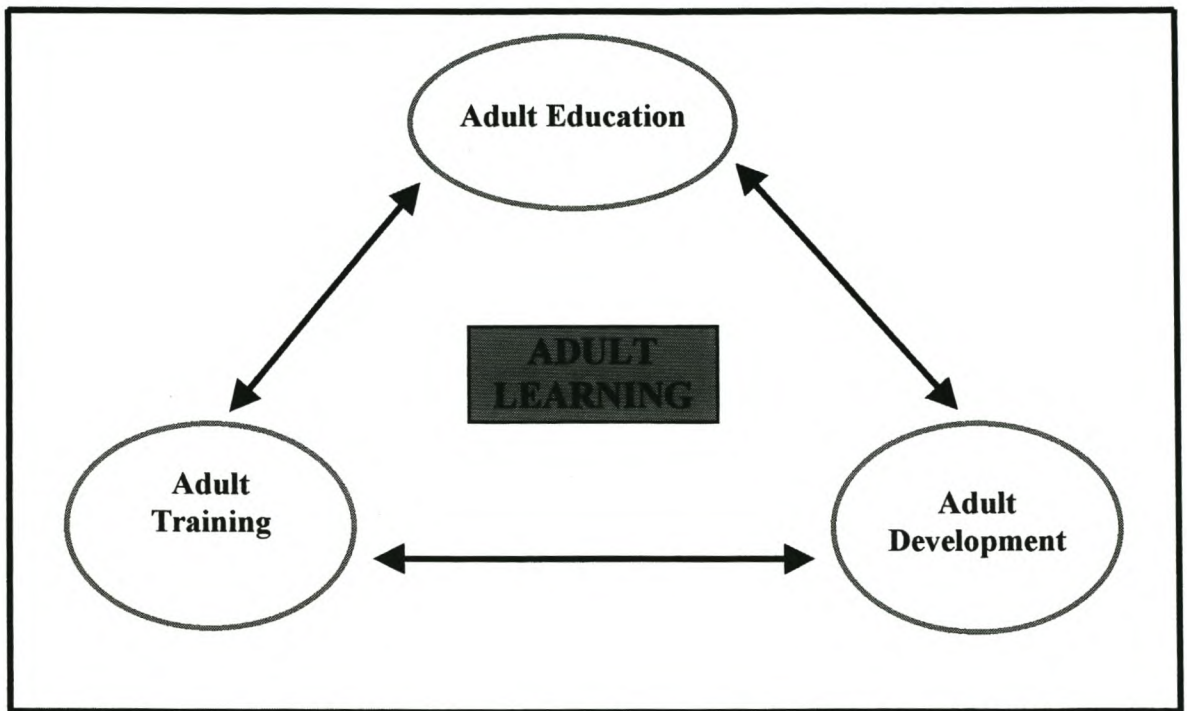 Adult Education
ADULT
LEARNING
Adult
Training
Adult
Development